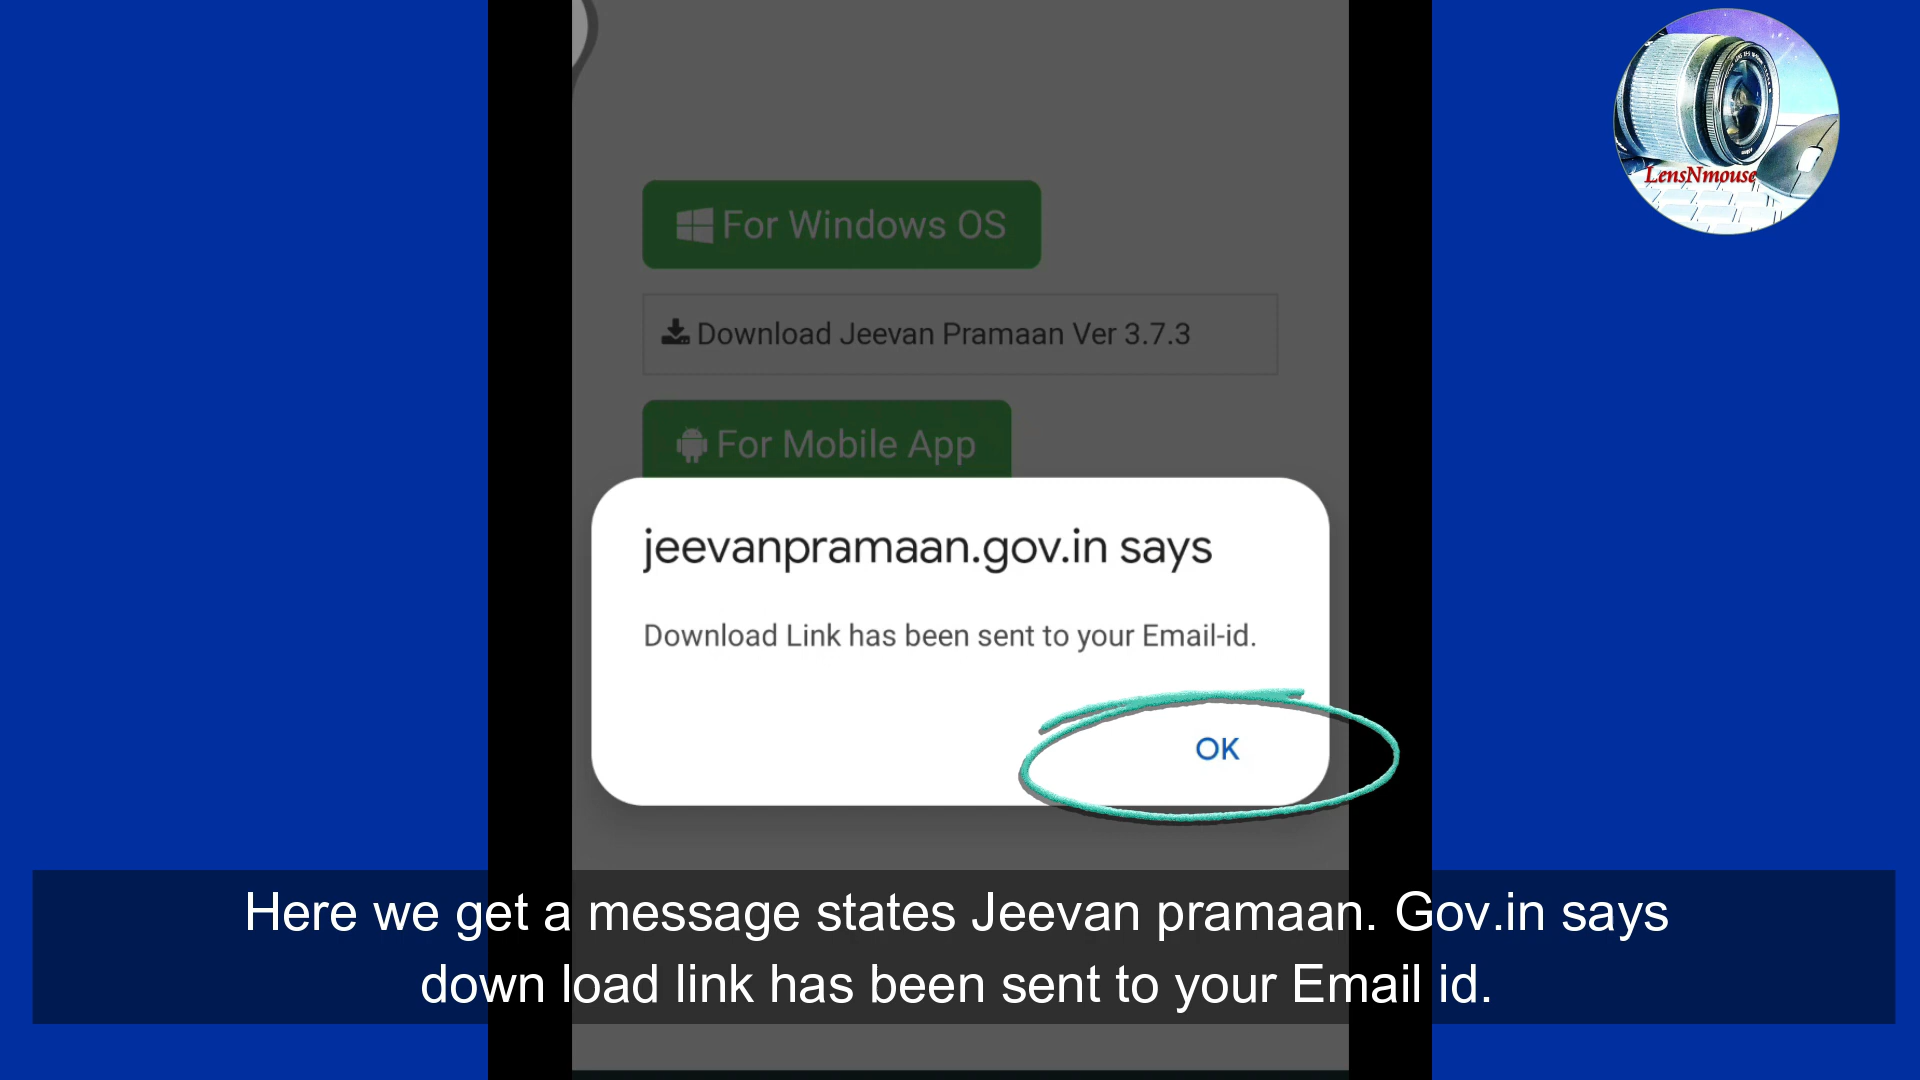 LensNmouse
For Windows OS
Download Jeevan Pramaan Ver 3.7.3
For Mobile App
jeevanpramaan.gov.in says
Download Link has been sent to your Email-id.
OK
Here we get a message states Jeevan pramaan. Gov.in says
down load link has been sent to your Email id.